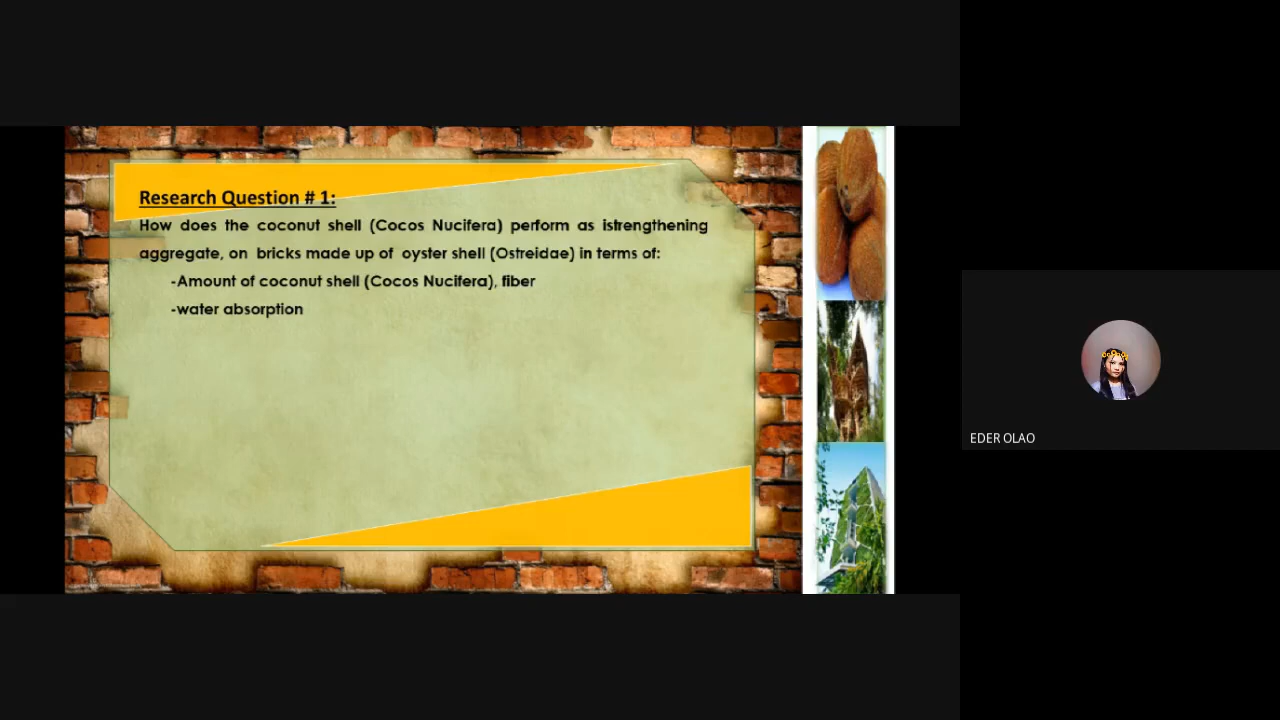 Research Question # 1:
How does the coconut shell (Cocos Nucifera) perform as istrengthening
aggregate, on bricks made up of oyster shell (Ostreidae) in terms of:
-Amount of coconut shell (Cocos Nucifera), fiber
-water absorption
EDER OLAO